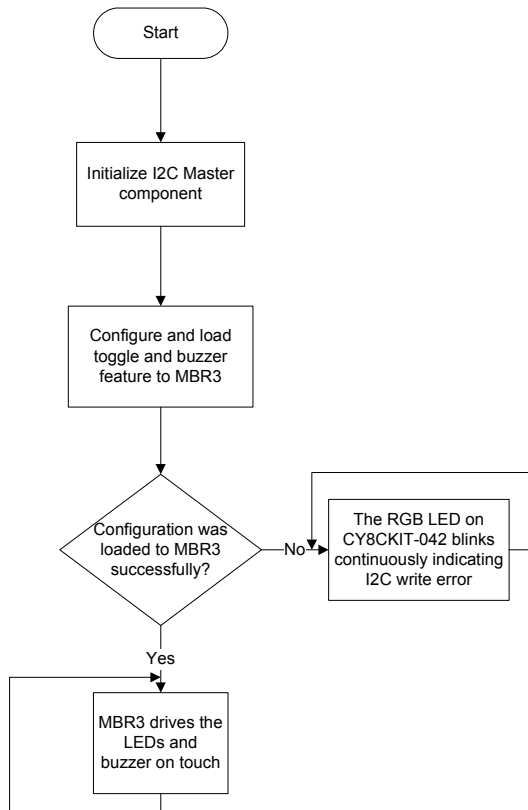 Start
Initialize I2C Master
component
Configure and load
toggle and buzzer
feature to MBR3
Configuration was
loaded to MBR3
successfully?
No
The RGB LED on
CY8CKIT-042 blinks
continuously indicating
I2C write error
Yes
MBR3 drives the
LEDs and
buzzer on touch